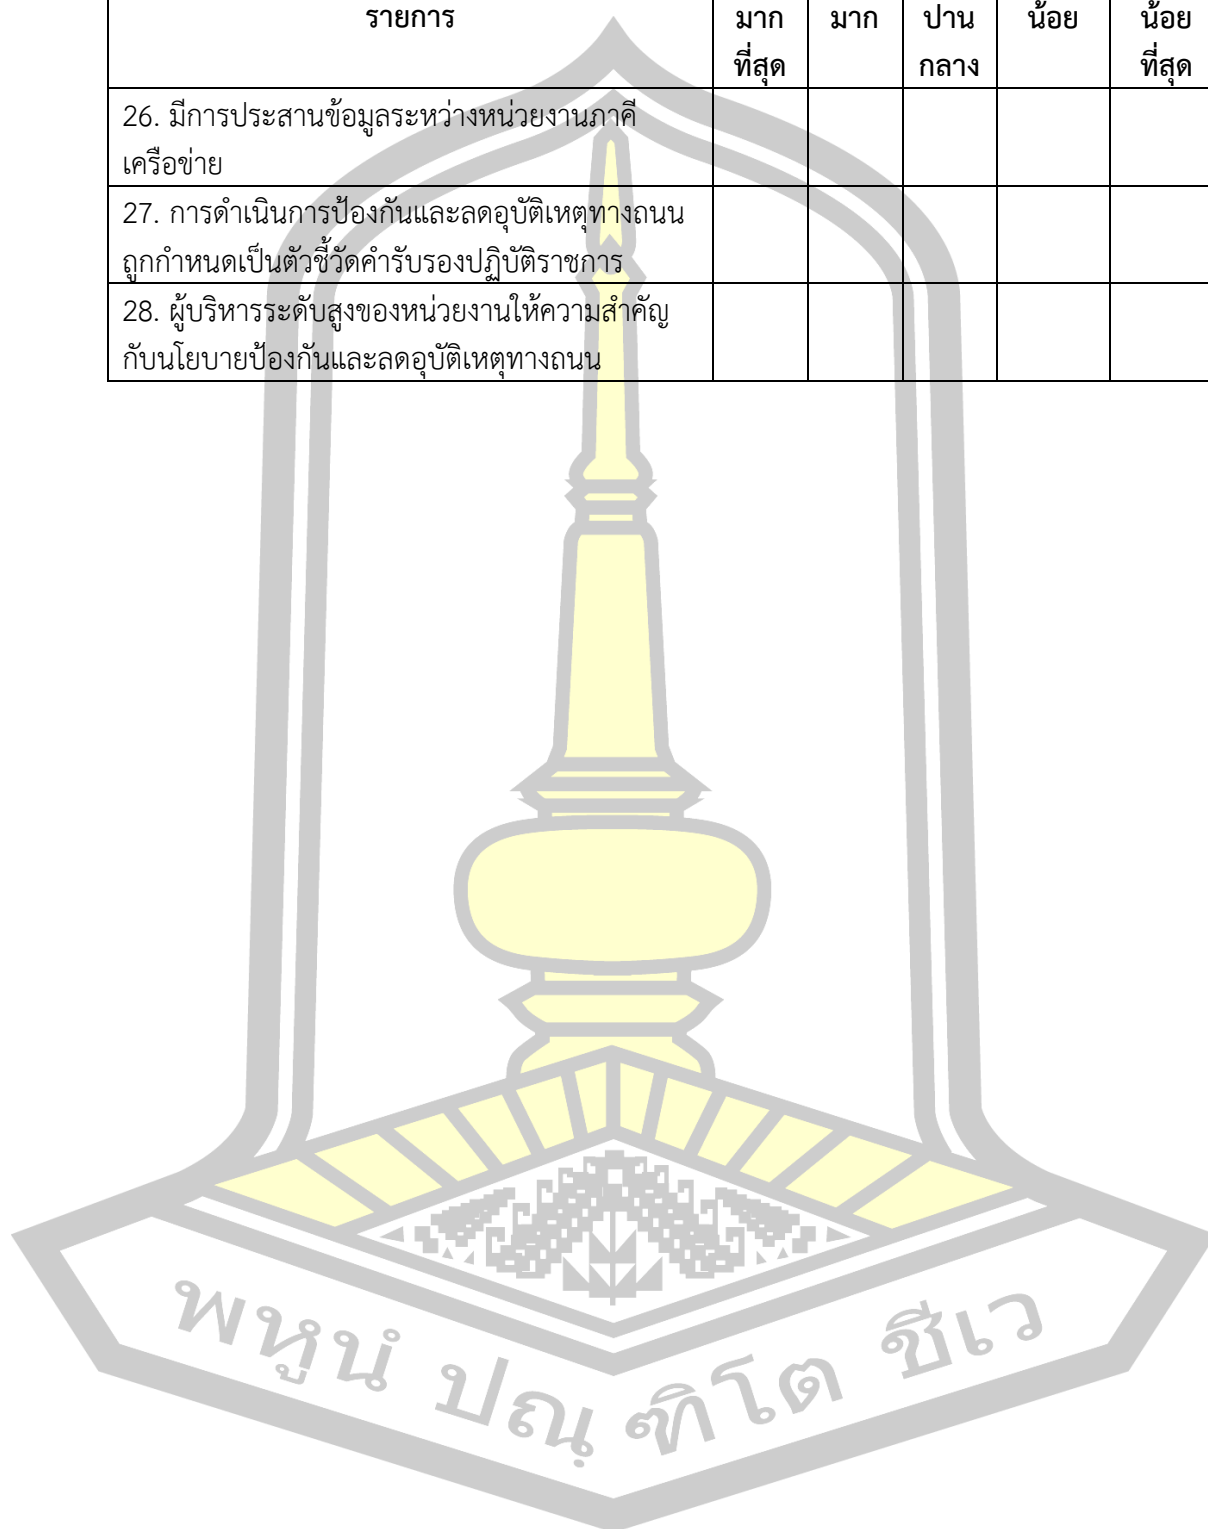 รายการ มาก มาก ปาน น้อย น้อย
ที่สุด กลาง ที่สุด
26. มีการประสานข้อมูลระหว่างหน่วยงานภาคี
เครือข่าย
27. การดำเนินการป้องกันและลดอุบัติเหตุทางถนน
ถูกกำหนดเป็นตัวชี้วัดคำรับรองปฏิบัติราชการ
28. ผู้บริหารระดับสูงของหน่วยงานให้ความสำคัญ
กับนโยบายป้องกันและลดอุบัติเหตุทางถนน
พหูนํ ปณฺฑิโต ชีเว